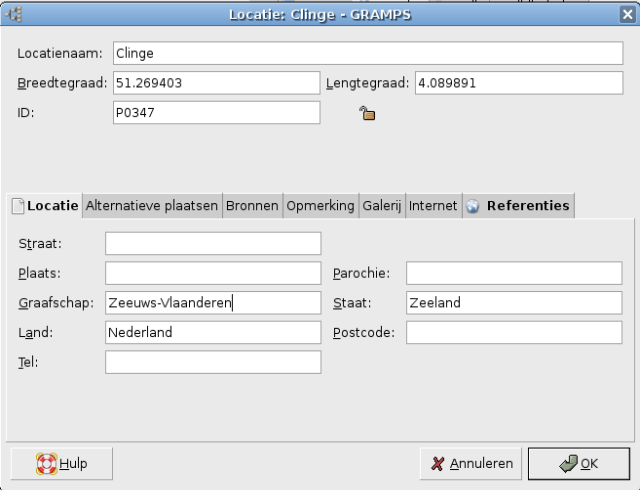 Locatie: Clinge - GRAMPS
Locatienaam: Clinge
Breedtegraad: 51.269403 Lengtegraad: 4.089891
ID: P0347
Locatie Alternatieve plaatsen Bronnen Opmerking Galerij Internet Referenties
Straat:
Plaats: Parochie:
Graafschap: Zeeuws-Vlaanderen Staat: Zeeland
Land: Nederland Postcode:
Tel:
Hulp Annuleren OK